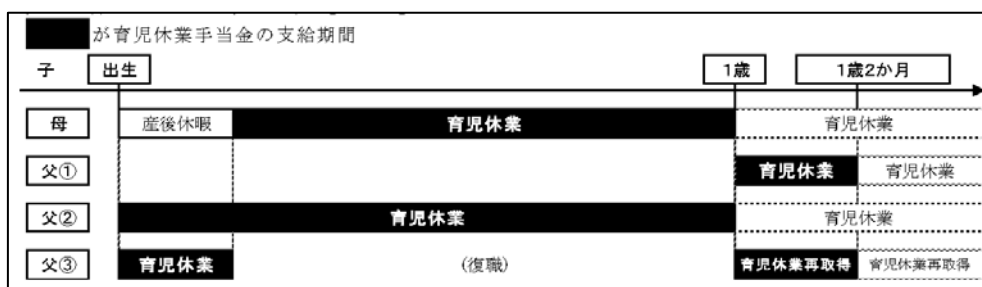 が育児休業手当金の支給期間
子 出生 1歳 1歳2か月
母 産後休暇 育児休業 育児休業
父① 育児休業 育児休業
父② 育児休業 育児休業
父③ 育児休業 (復職) 育児休業再取得 育児休業再取得